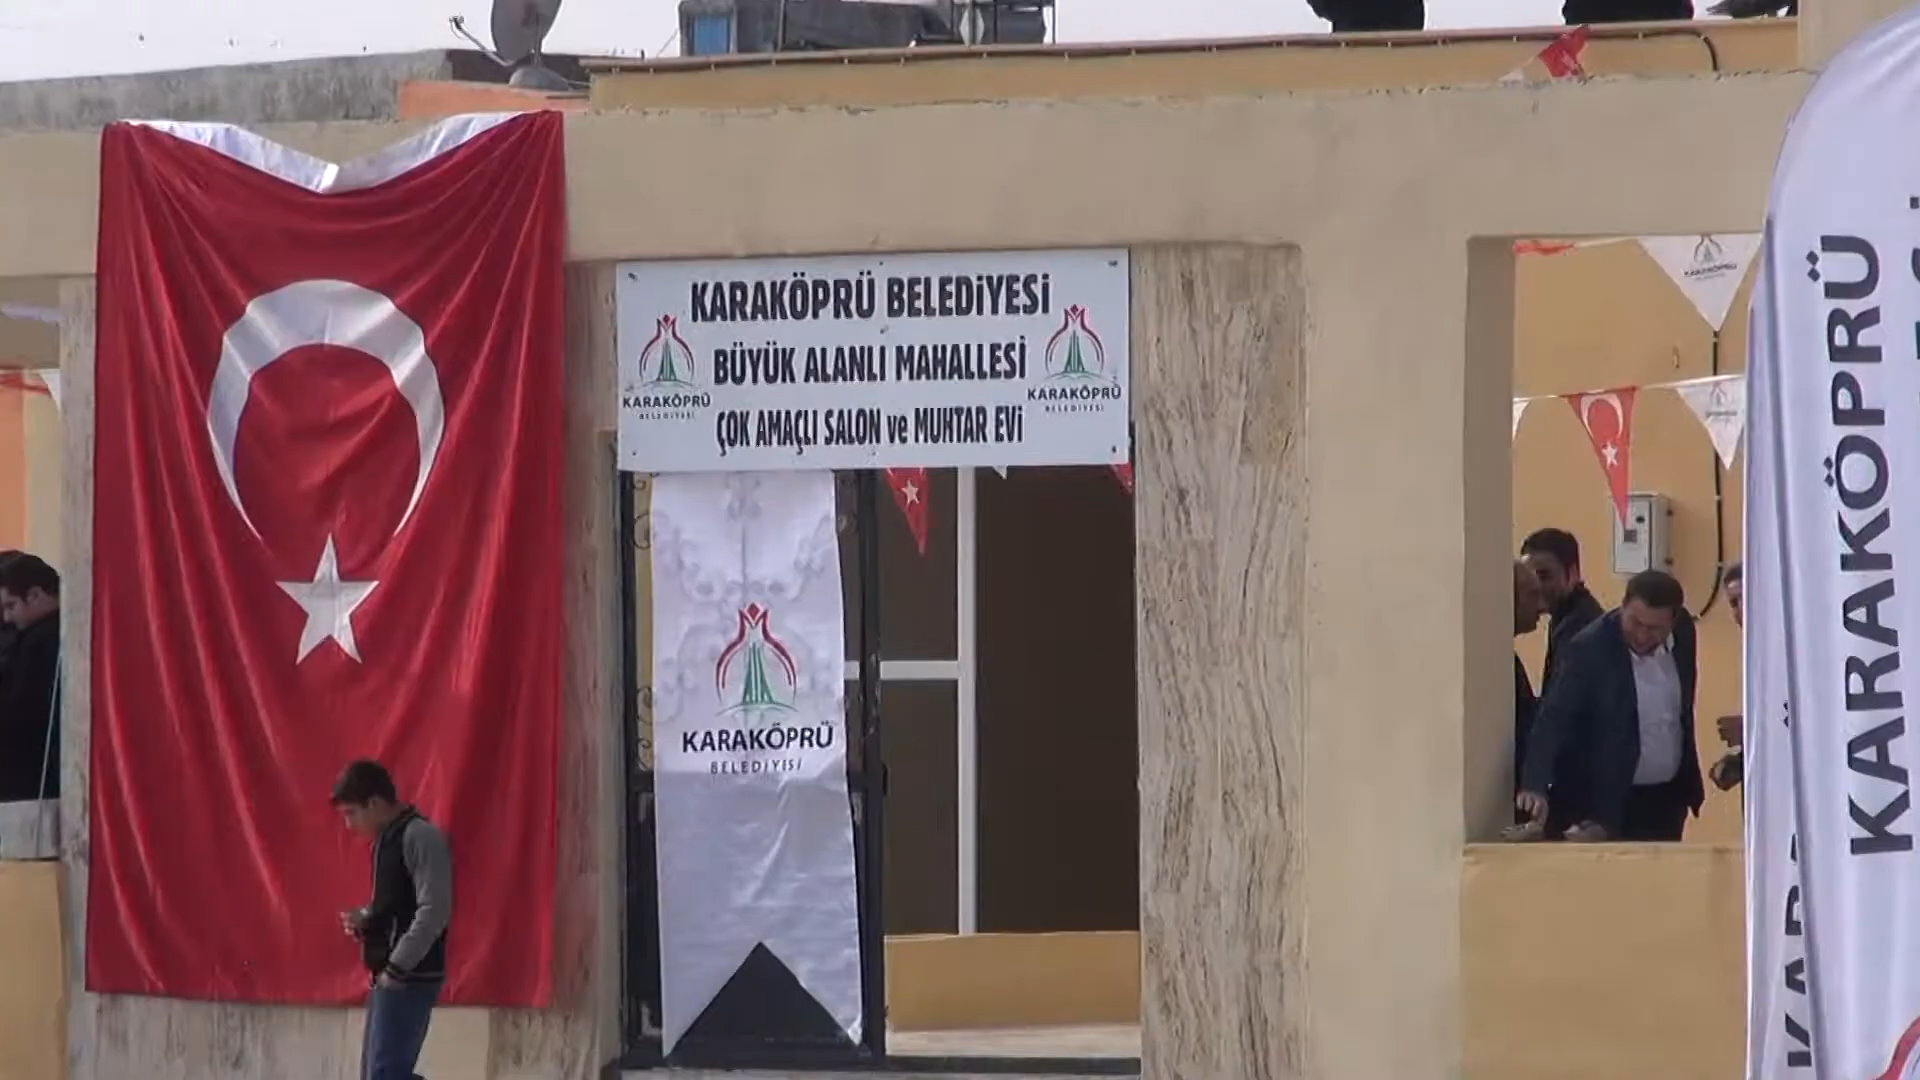 KARAKÖPRÜ BELEDİYESİ
BÜYÜK ALANLI MAHALLESİ
ÇOK AMAÇLI SALON ve MUHTAR EVİ
KARAKÖPRÜ
BELEDİYESİ
KARAKÖPRÜ
BELEDİYESİ
KARAKÖPRÜ
BELEDİYESİ
KARAKÖPRÜ
KARAKÖPRÜ